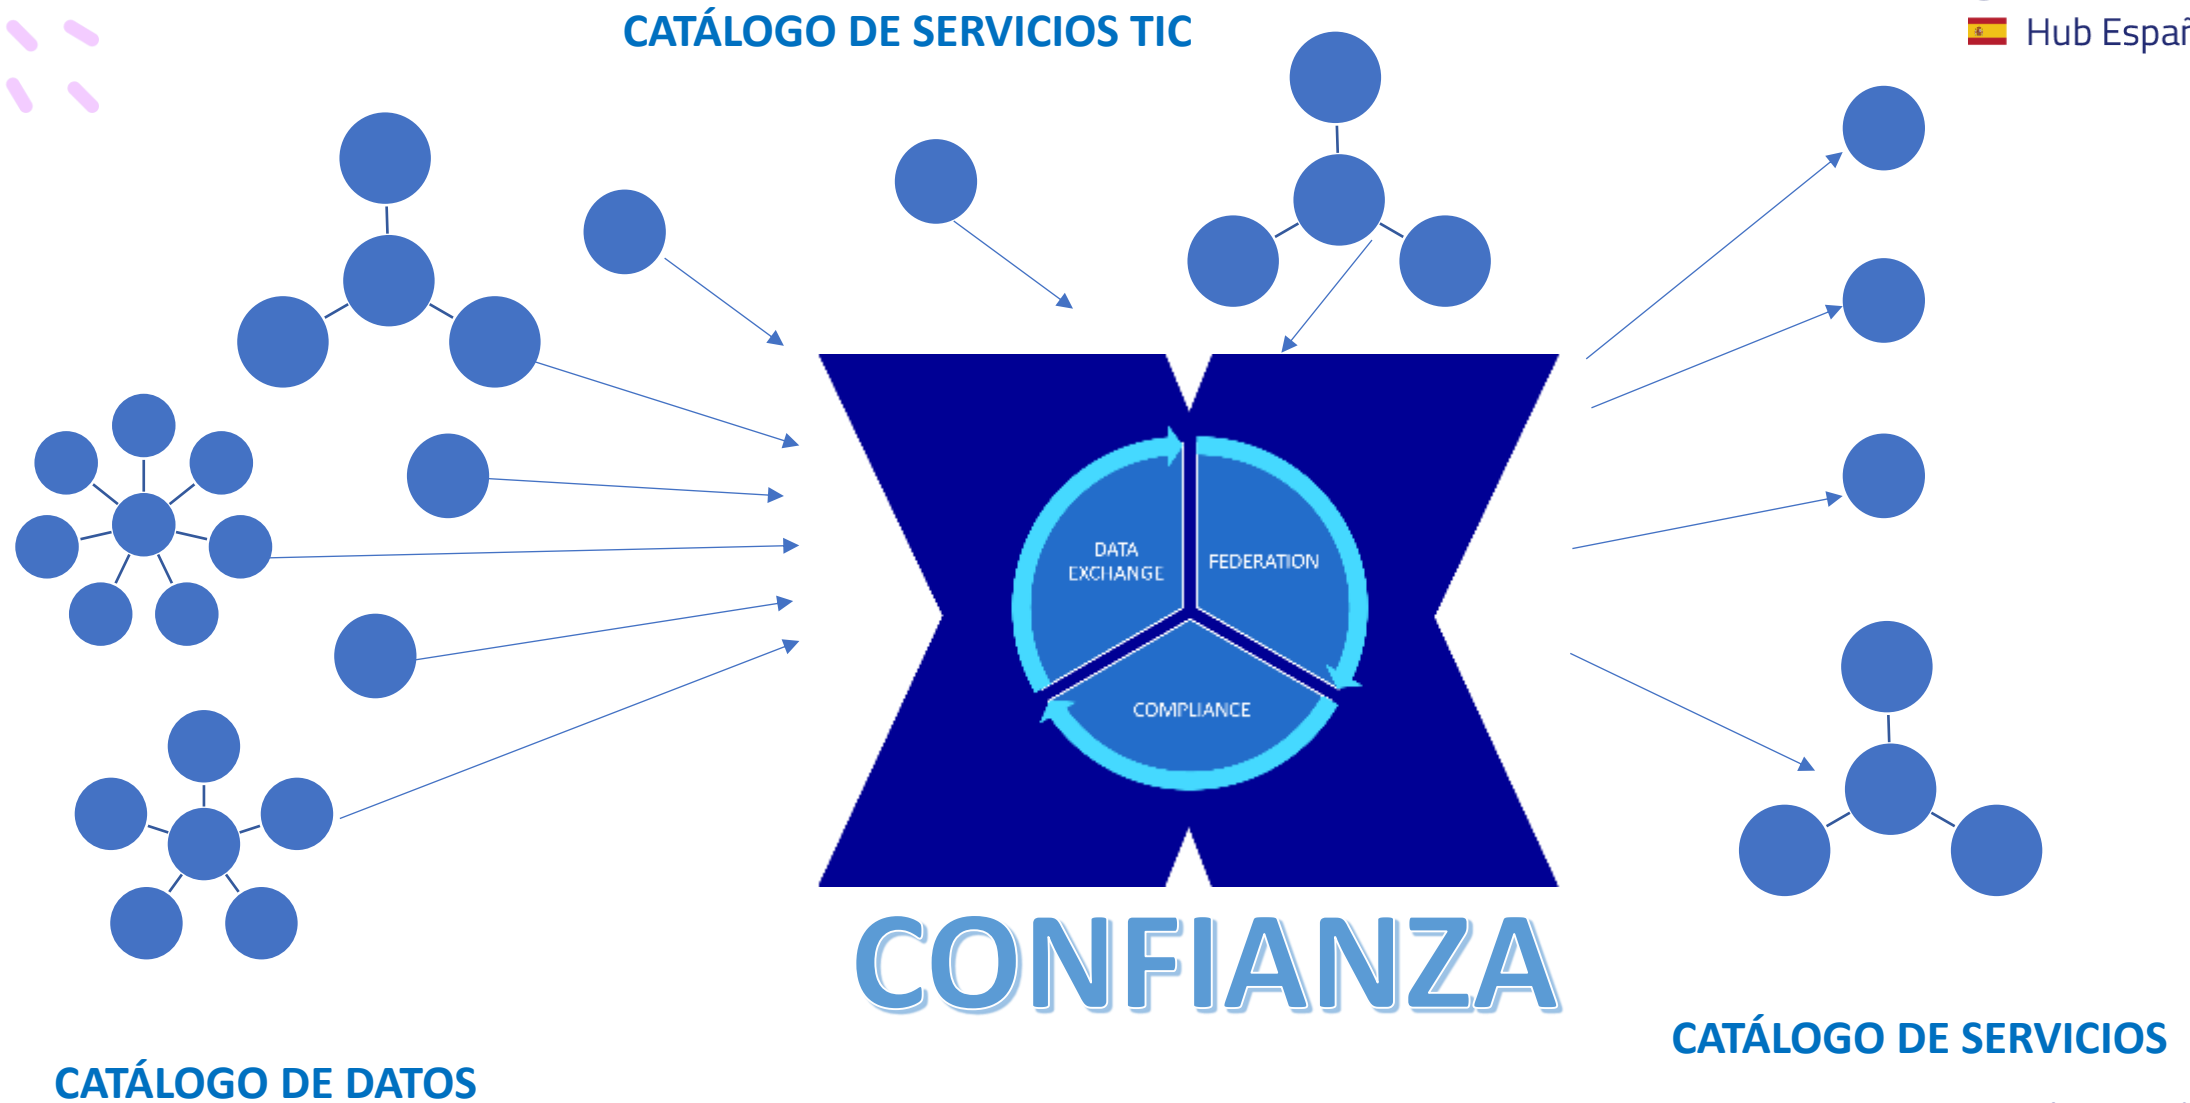 CATÁLOGO DE SERVICIOS TIC
Hub Españ
DATA
EXCHANGE
FEDERATION
COMPLIANCE
CONFIANZA
CATÁLOGO DE SERVICIOS
CATÁLOGO DE DATOS